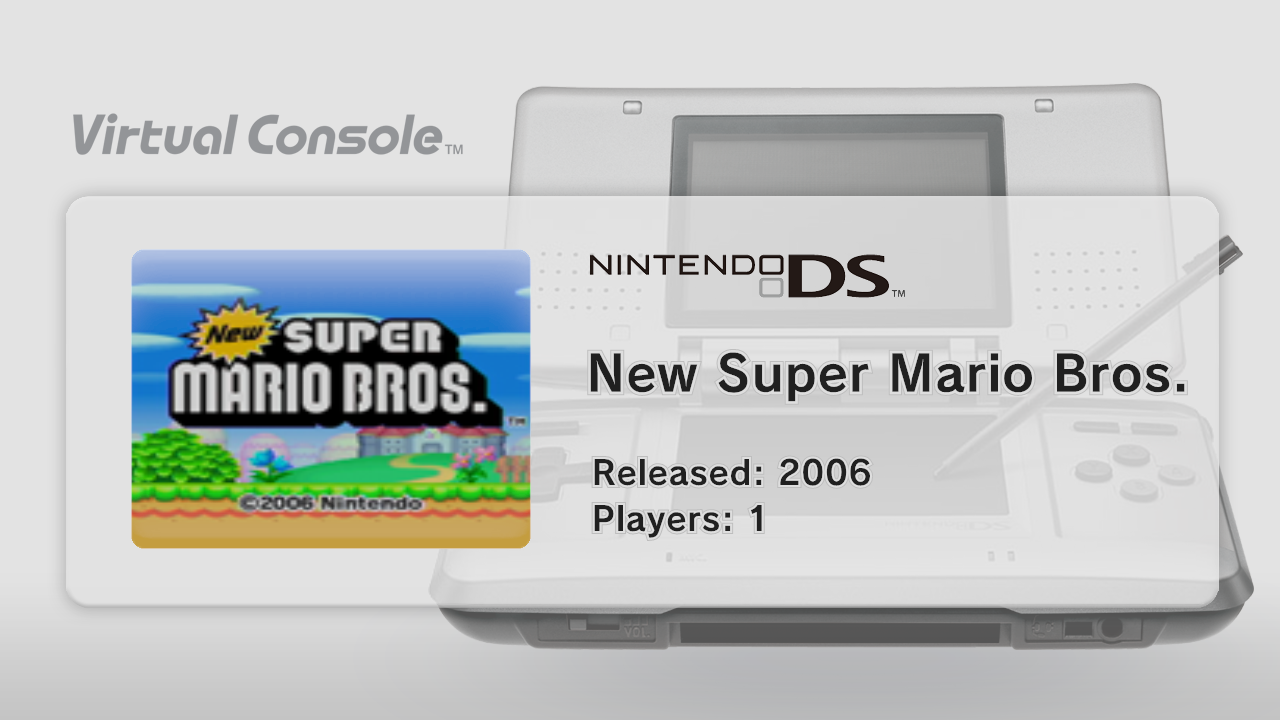 Virtual Console™
NINTENDO DS™
New SUPER
MARIO BROS.™
©2006 Nintendo
New Super Mario Bros.
Released: 2006
Players: 1
VOL.